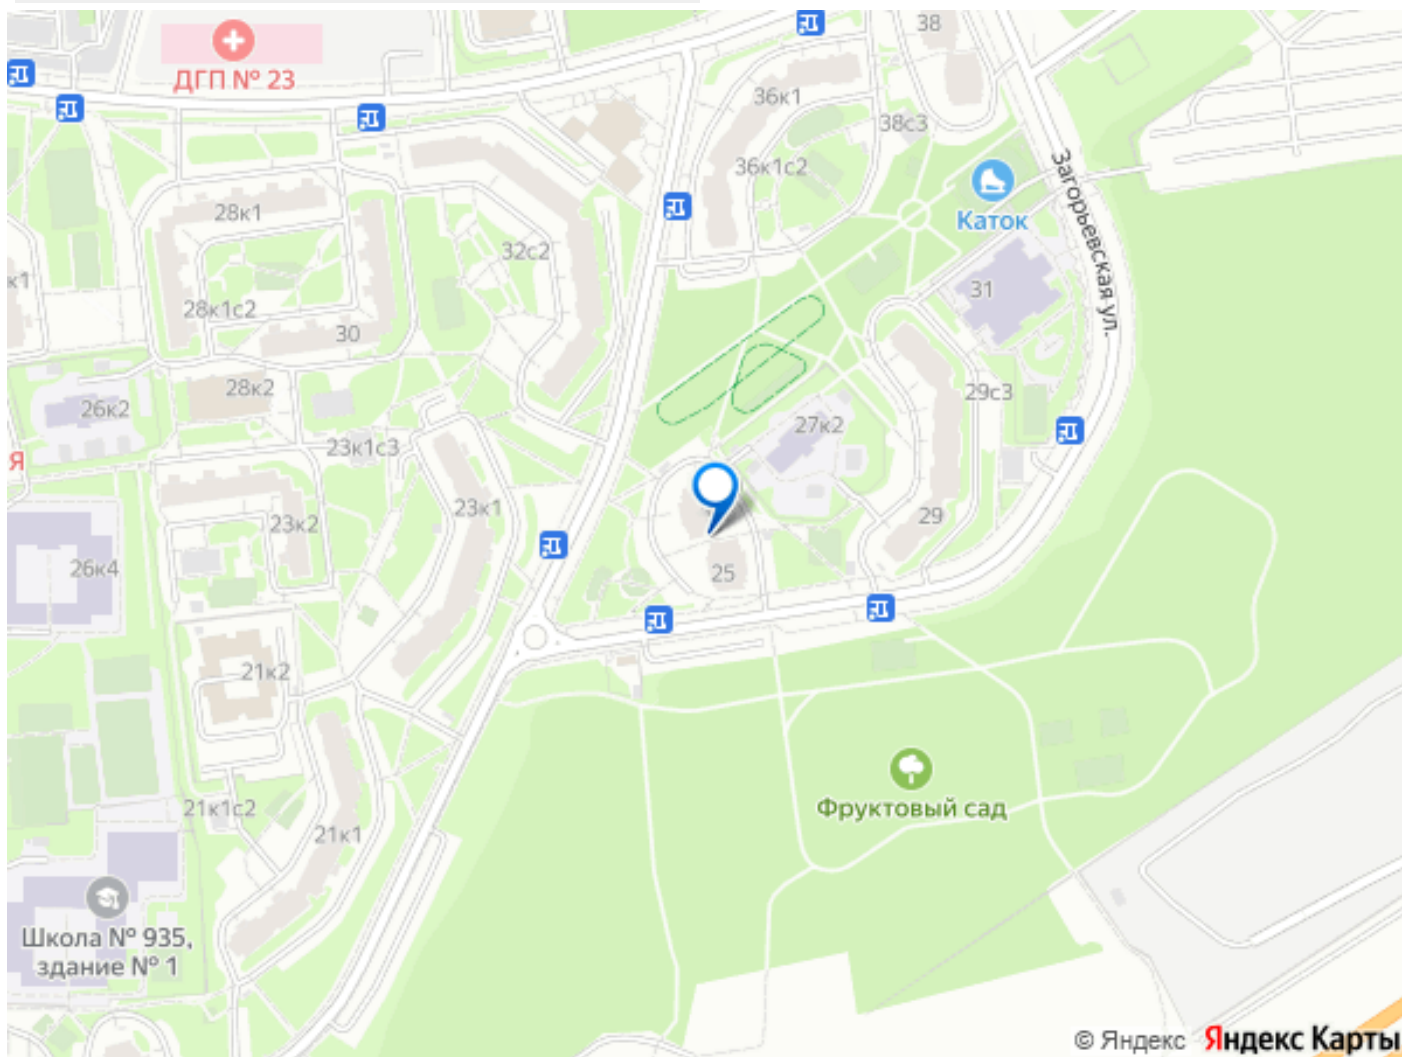 38
ДГП № 23
36к1
38с3
36к1с2
Загорьевская ул.
Каток
28к1
32с2
к1
31
28к1с2
30
28к2
29с3
26к2
27к2
23к1с3
Я
23к1
23к2
29
26к4
25
21к2
Фруктовый сад
21к1с2
21к1
Школа № 935,
здание № 1
© Яндекс Яндекс Карты